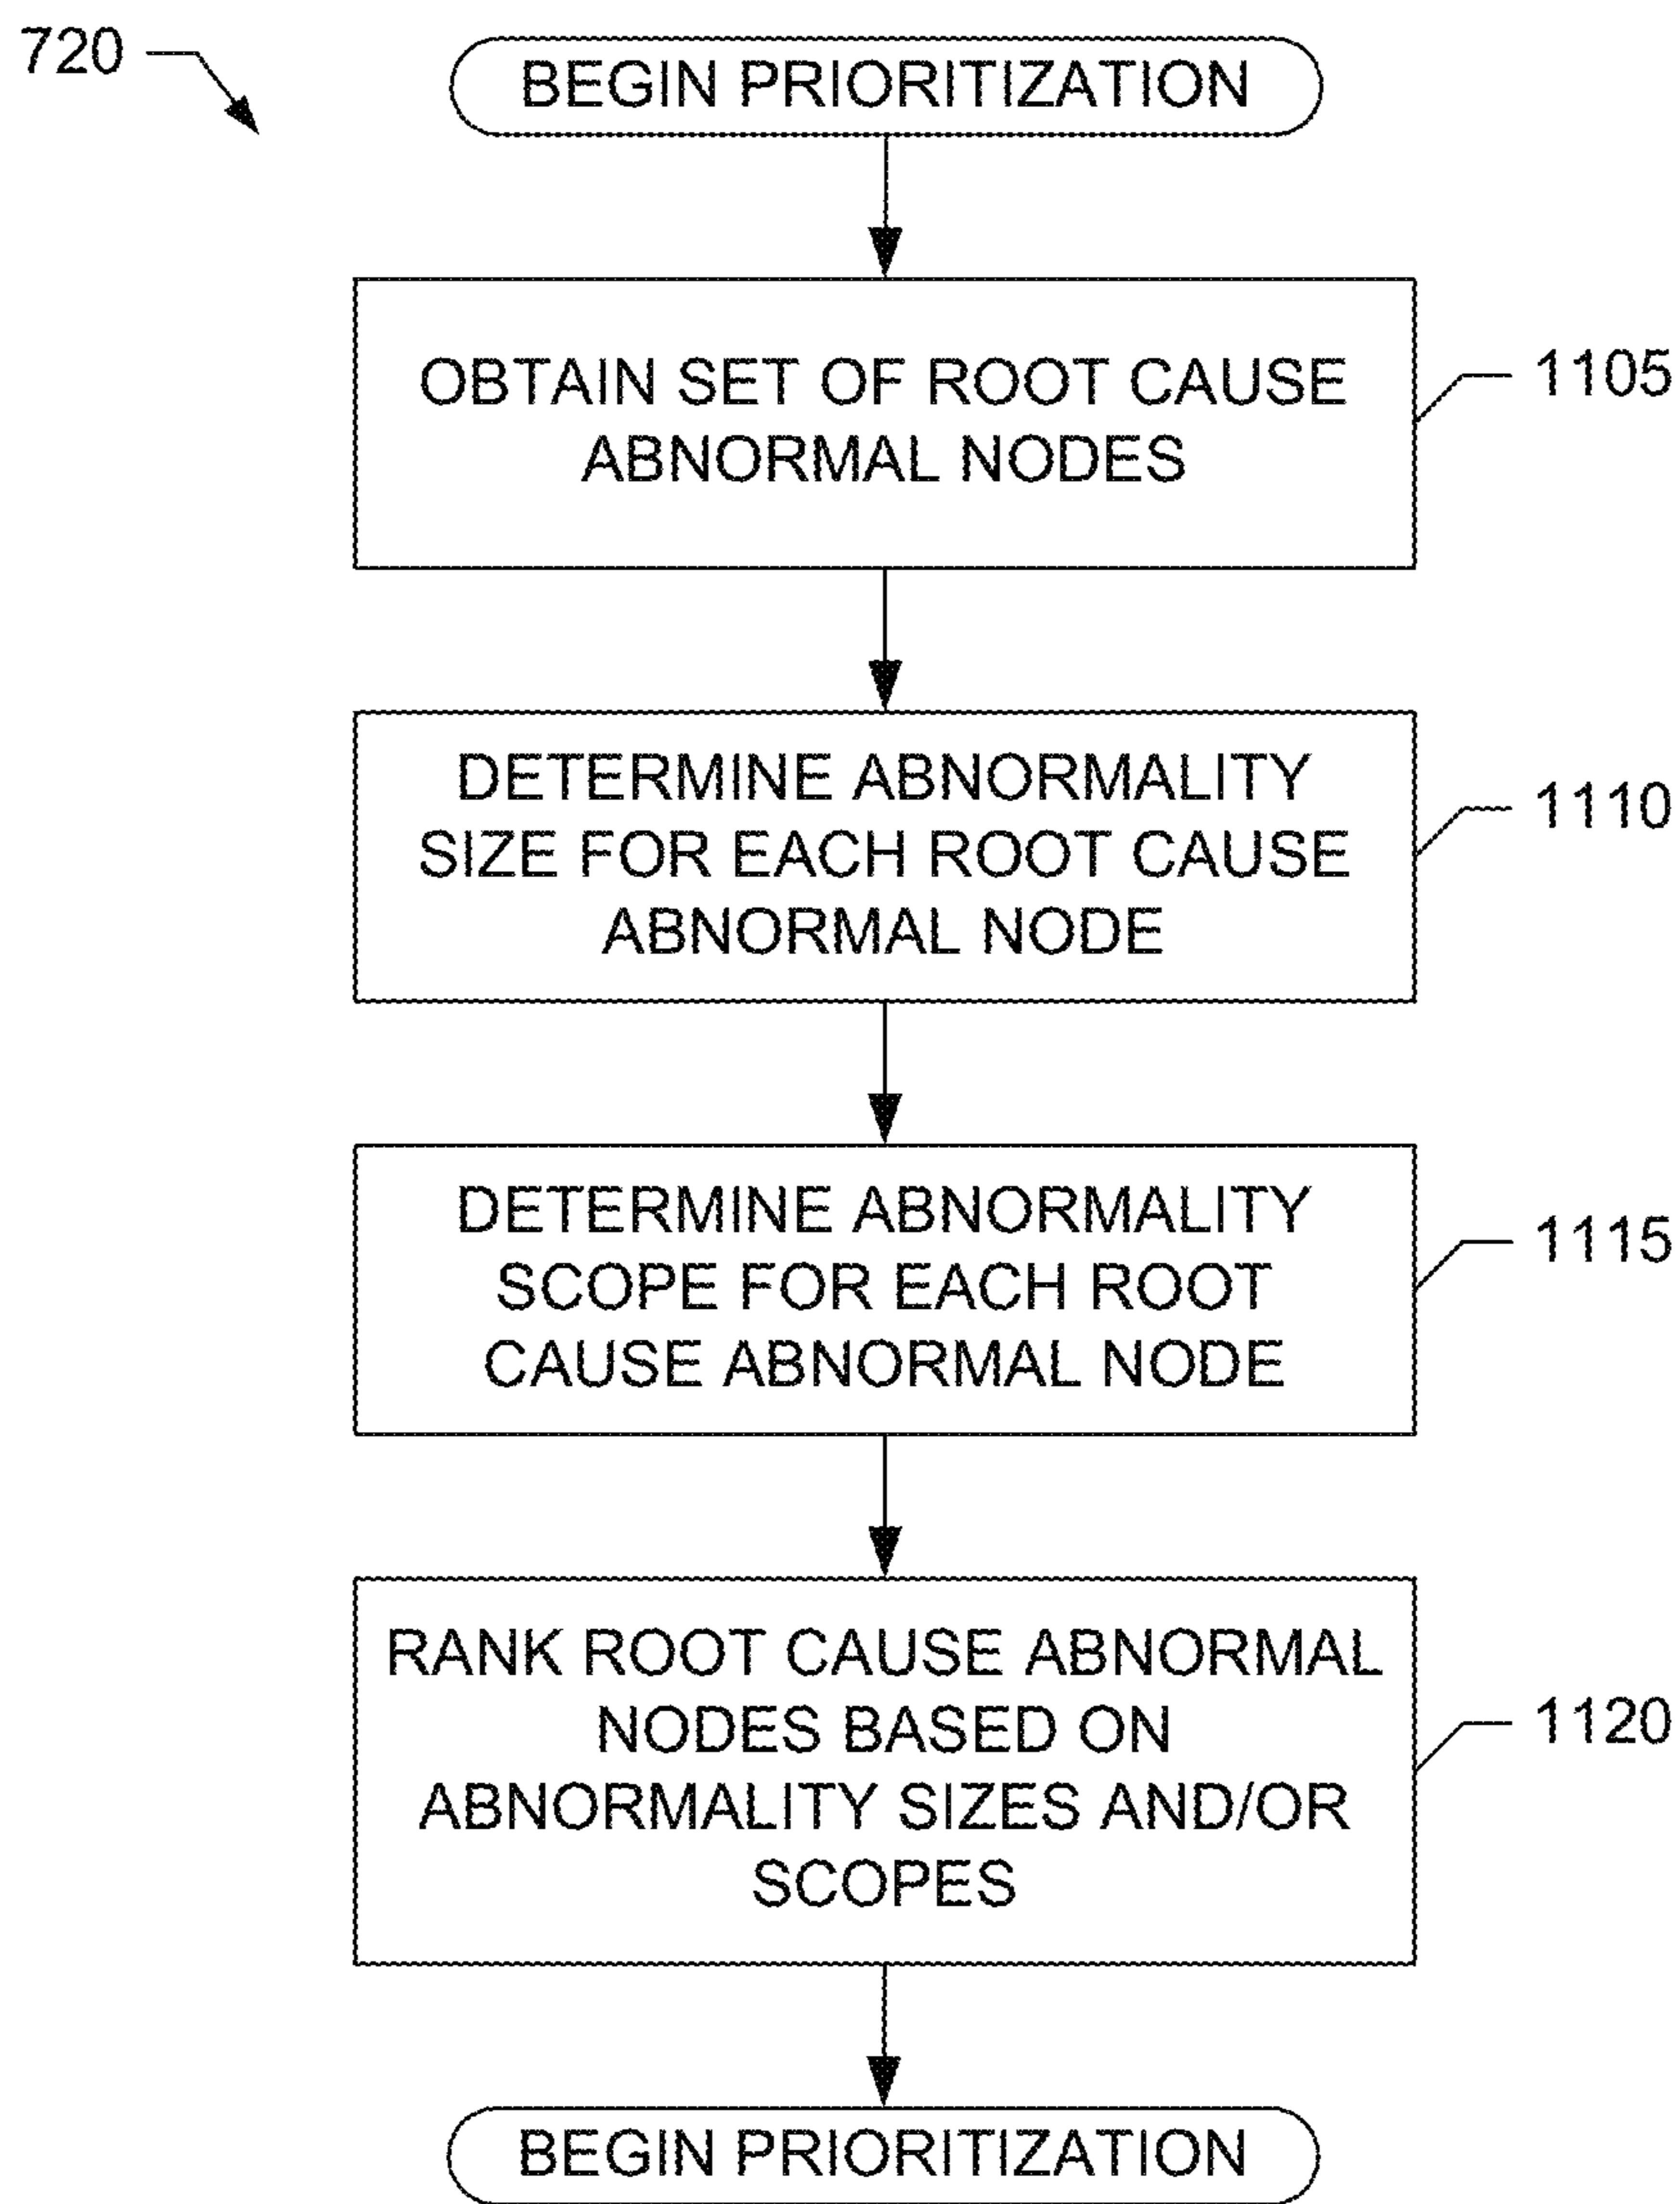 720
BEGIN PRIORITIZATION
OBTAIN SET OF ROOT CAUSE
ABNORMAL NODES
1105
DETERMINE ABNORMALITY
SIZE FOR EACH ROOT CAUSE
ABNORMAL NODE
1110
DETERMINE ABNORMALITY
SCOPE FOR EACH ROOT
CAUSE ABNORMAL NODE
1115
RANK ROOT CAUSE ABNORMAL
NODES BASED ON
ABNORMALITY SIZES AND/OR
SCOPES
1120
BEGIN PRIORITIZATION